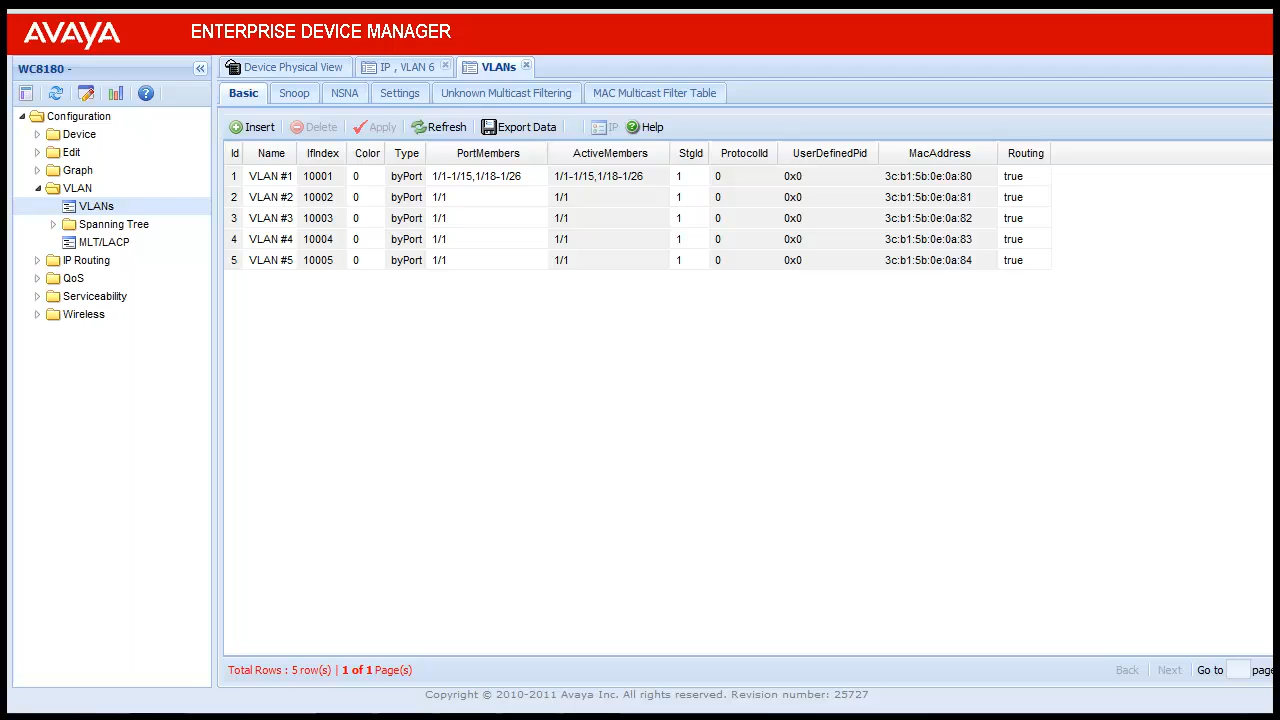 AVAYA ENTERPRISE DEVICE MANAGER
WC8180 -
Device Physical View IP , VLAN 6 VLANs
Basic Snoop NSNA Settings Unknown Multicast Filtering MAC Multicast Filter Table
Configuration
Device
Edit
Graph
VLAN
VLANs
Spanning Tree
MLT/LACP
IP Routing
QoS
Serviceability
Wireless
Insert Delete Apply Refresh Export Data IP Help
Id Name IfIndex Color Type PortMembers ActiveMembers StgId ProtocolId UserDefinedPid MacAddress Routing
1 VLAN #1 10001 0 byPort 1/1-1/15,1/18-1/26 1/1-1/15,1/18-1/26 1 0 0x0 3c:b1:5b:0e:0a:80 true
2 VLAN #2 10002 0 byPort 1/1 1/1 1 0 0x0 3c:b1:5b:0e:0a:81 true
3 VLAN #3 10003 0 byPort 1/1 1/1 1 0 0x0 3c:b1:5b:0e:0a:82 true
4 VLAN #4 10004 0 byPort 1/1 1/1 1 0 0x0 3c:b1:5b:0e:0a:83 true
5 VLAN #5 10005 0 byPort 1/1 1/1 1 0 0x0 3c:b1:5b:0e:0a:84 true
Total Rows : 5 row(s) | 1 of 1 Page(s) Back Next Go to page
Copyright © 2010-2011 Avaya Inc. All rights reserved. Revision number: 25727